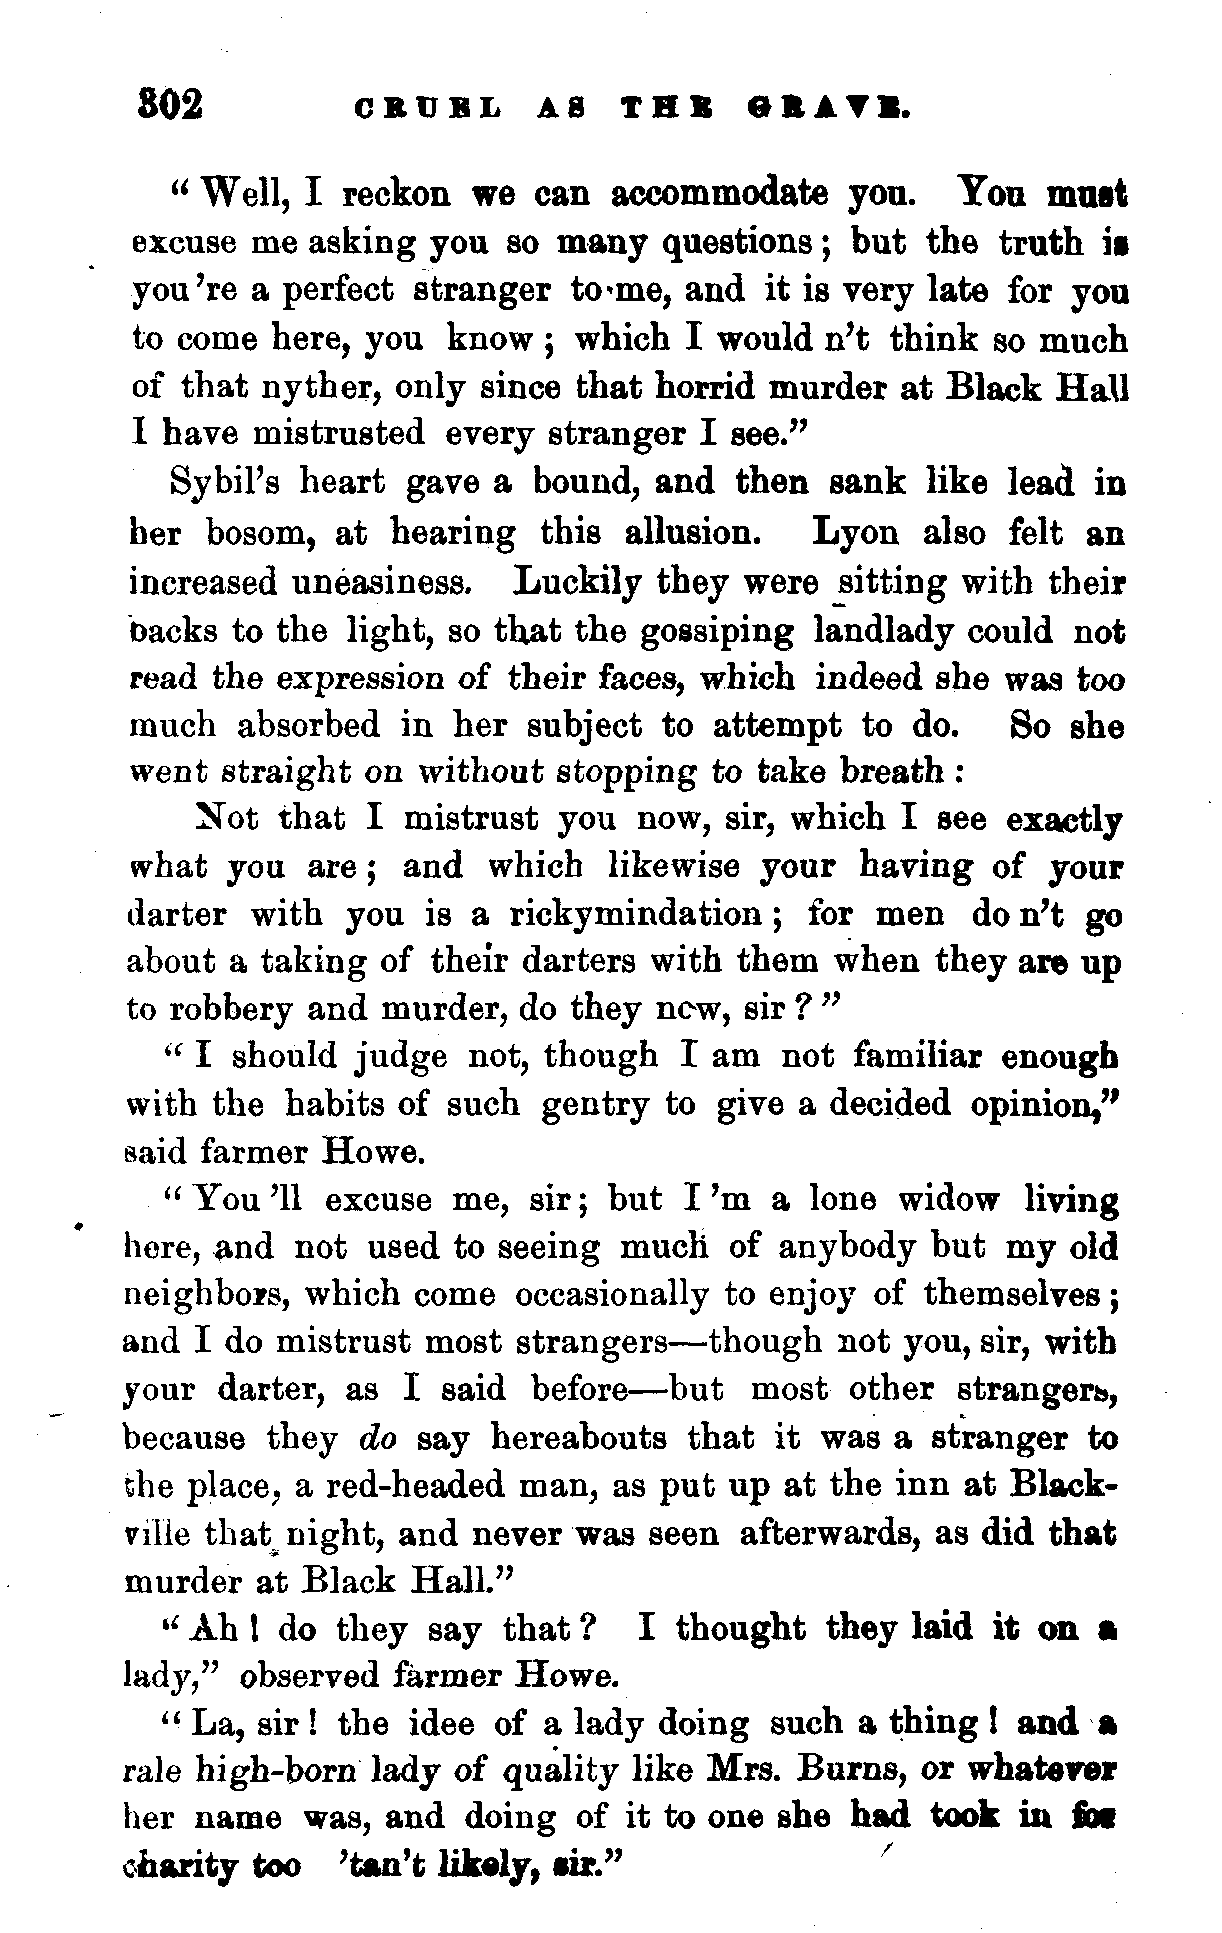 302 CRUEL AS THE GRAVE.
"Well, I reckon we can accommodate you. You must
excuse me asking you so many questions; but the truth is
you're a perfect stranger to me, and it is very late for you
to come here, you know; which I would n't think so much
of that nyther, only since that horrid murder at Black Hall
I have mistrusted every stranger I see."
Sybil's heart gave a bound, and then sank like lead in
her bosom, at hearing this allusion. Lyon also felt an
increased uneasiness. Luckily they were sitting with their
backs to the light, so that the gossiping landlady could not
read the expression of their faces, which indeed she was too
much absorbed in her subject to attempt to do. So she
went straight on without stopping to take breath:
Not that I mistrust you now, sir, which I see exactly
what you are; and which likewise your having of your
darter with you is a rickymindation; for men do n't go
about a taking of their darters with them when they are up
to robbery and murder, do they now, sir?"
"I should judge not, though I am not familiar enough
with the habits of such gentry to give a decided opinion,"
said farmer Howe.
"You 'll excuse me, sir; but I 'm a lone widow living
here, and not used to seeing much of anybody but my old
neighbors, which come occasionally to enjoy of themselves;
and I do mistrust most strangers—though not you, sir, with
your darter, as I said before—but most other strangers,
because they do say hereabouts that it was a stranger to
the place, a red-headed man, as put up at the inn at Black-
ville that night, and never was seen afterwards, as did that
murder at Black Hall."
"Ah! do they say that? I thought they laid it on a
lady," observed farmer Howe.
"La, sir! the idee of a lady doing such a thing! and a
rale high-born lady of quality like Mrs. Burns, or whatever
her name was, and doing of it to one she had took in for
charity too 'tan't likely, sir."